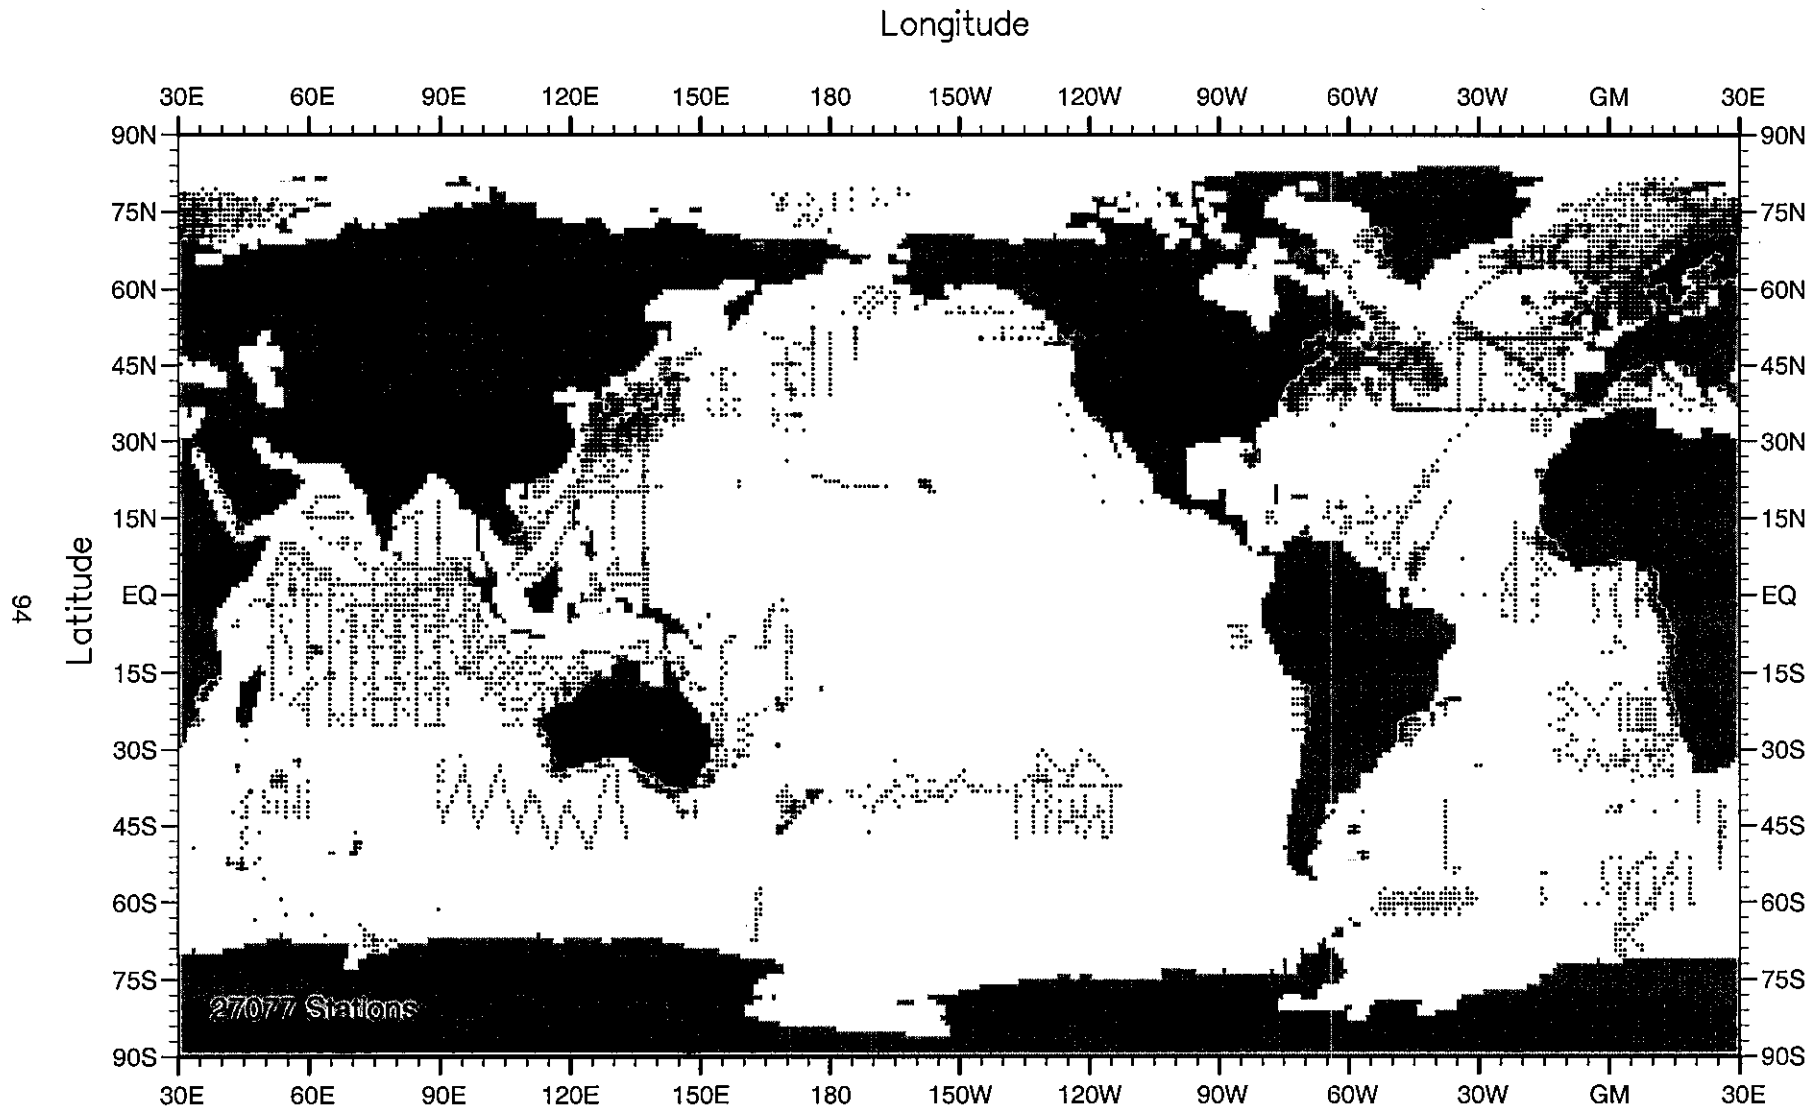 Longitude
30E 60E 90E 120E 150E 180 150W 120W 90W 60W 30W GM 30E
90N 90N
75N 75N
60N 60N
45N 45N
30N 30N
15N 15N
EQ EQ
15S 15S
30S 30S
45S 45S
60S 60S
75S 75S
90S 90S
Latitude
94
27077 Stations
30E 60E 90E 120E 150E 180 150W 120W 90W 60W 30W GM 30E